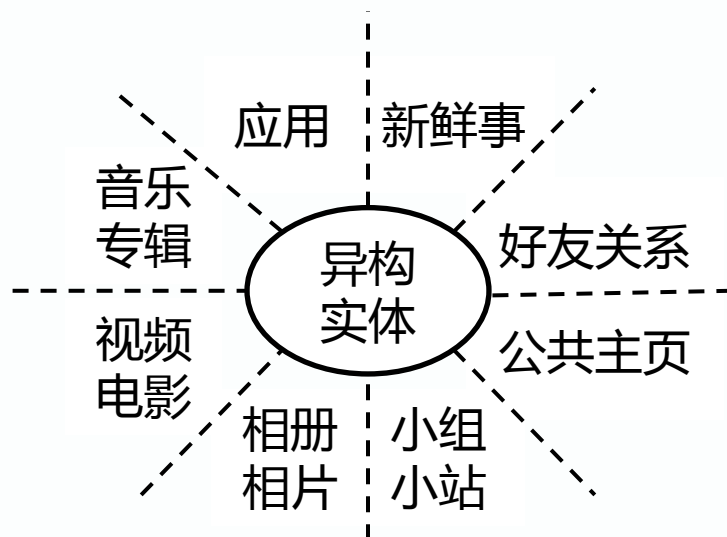 应用
新鲜事
音乐
专辑
好友关系
异构
实体
视频
电影
公共主页
相册
相片
小组
小站